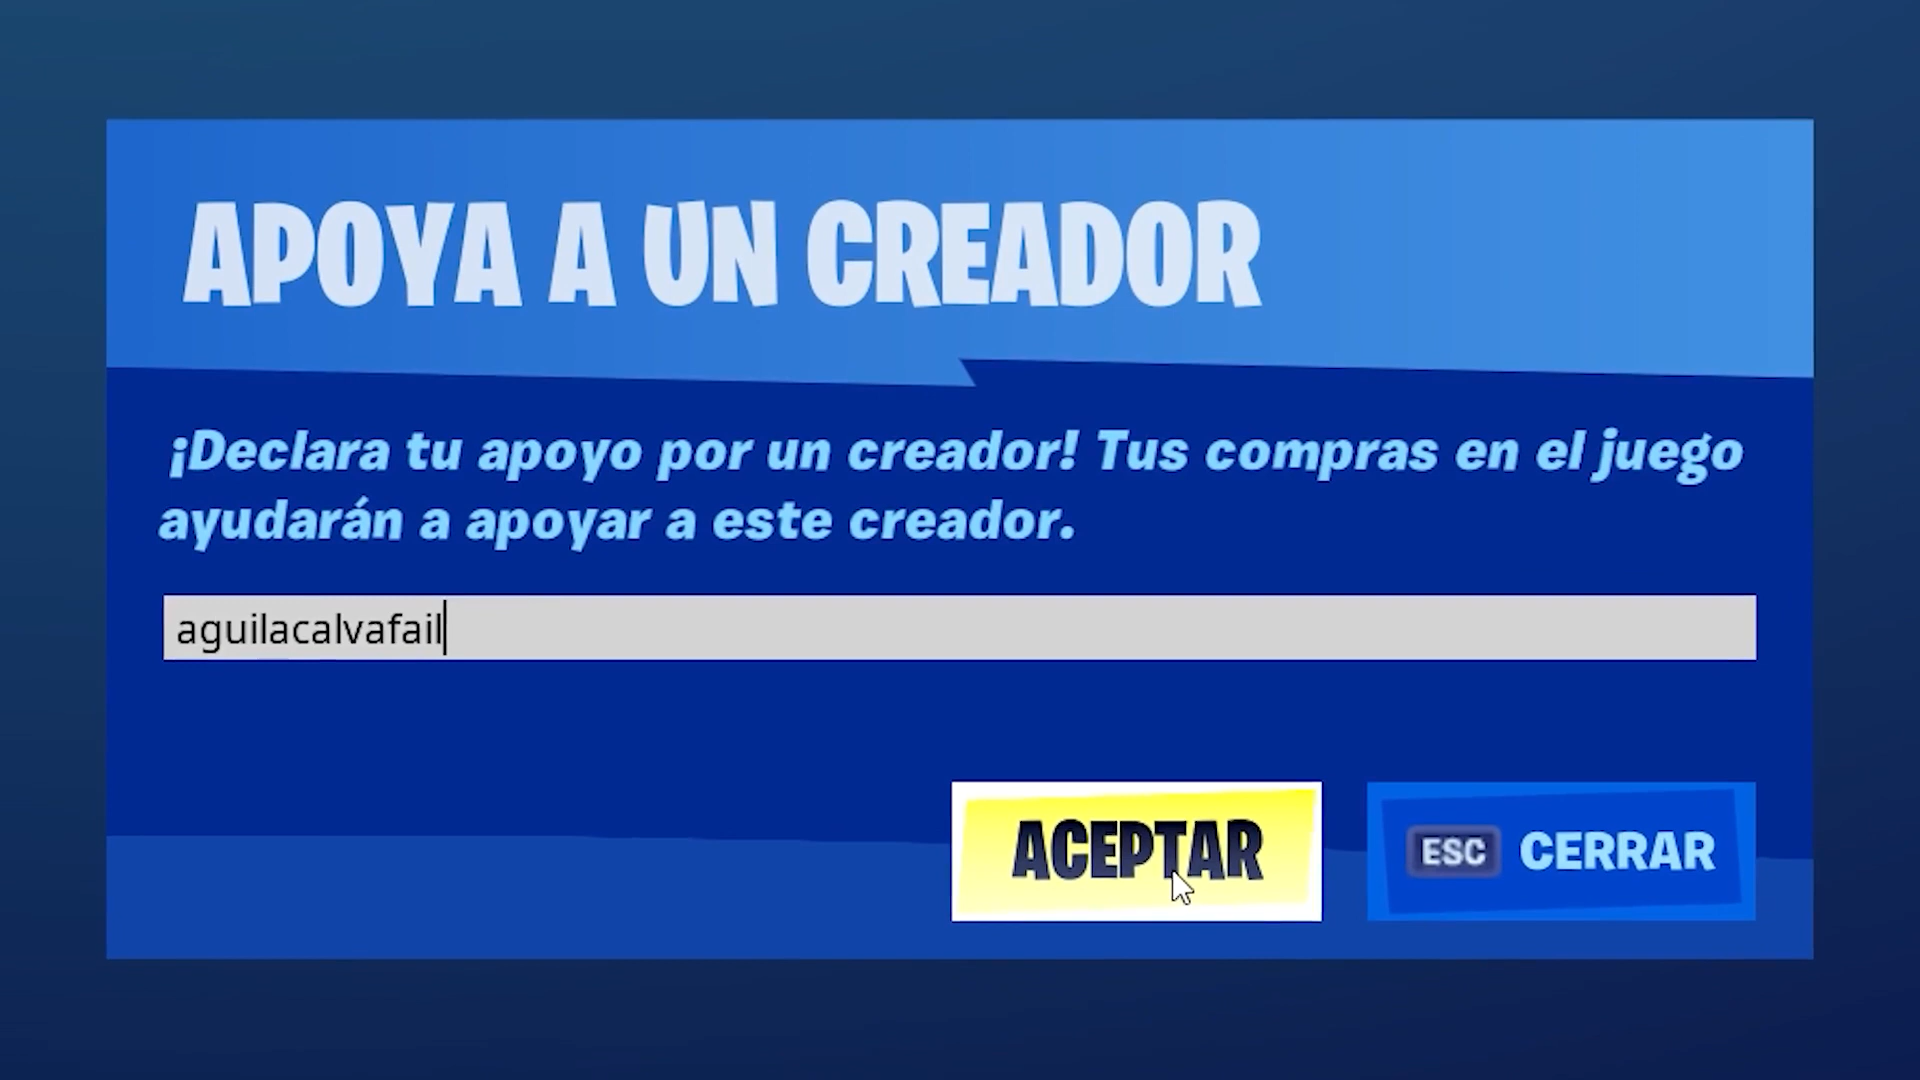 APOYA A UN CREADOR
¡Declara tu apoyo por un creador! Tus compras en el juego
ayudarán a apoyar a este creador.
aguilacalvafail
ACEPTAR
ESC CERRAR